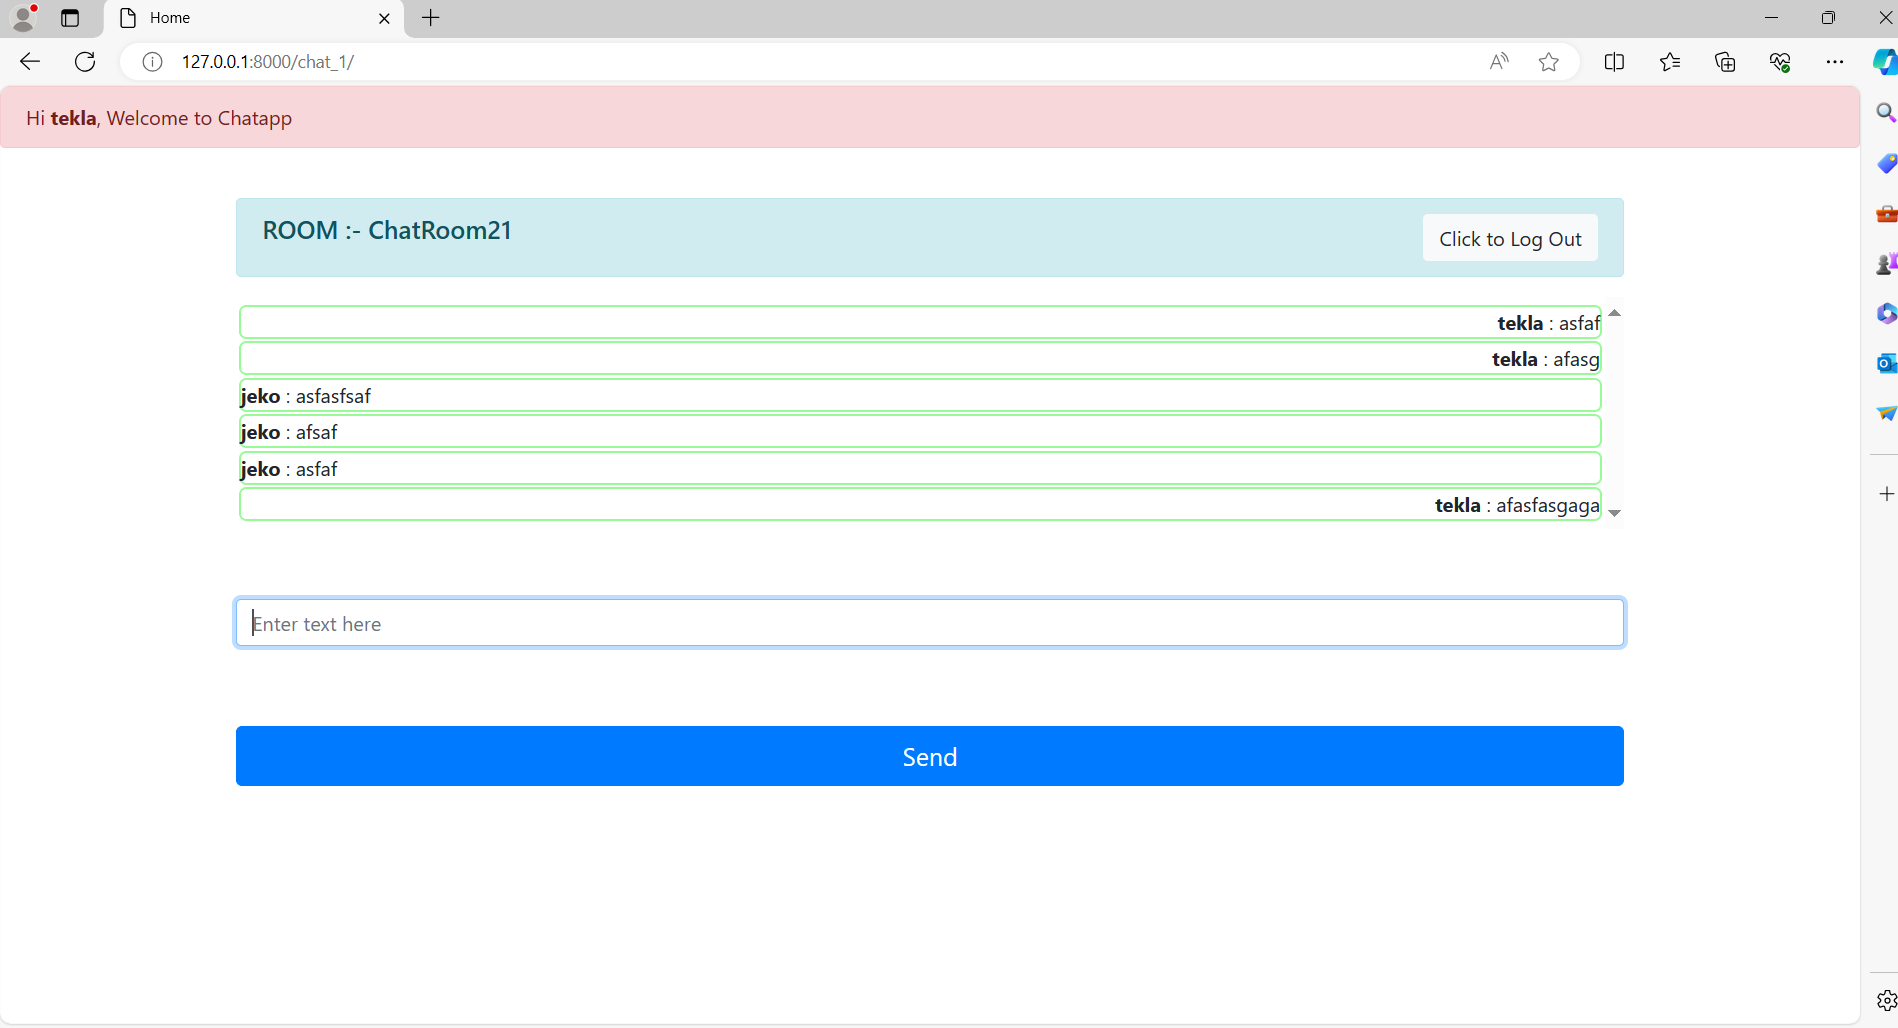 Home
127.0.0.1:8000/chat_1/
Hi tekla, Welcome to Chatapp
ROOM :- ChatRoom21
Click to Log Out
tekla : asfaf
tekla : afasg
jeko : asfasfsaf
jeko : afsaf
jeko : asfaf
tekla : afasfasgaga
Enter text here
Send